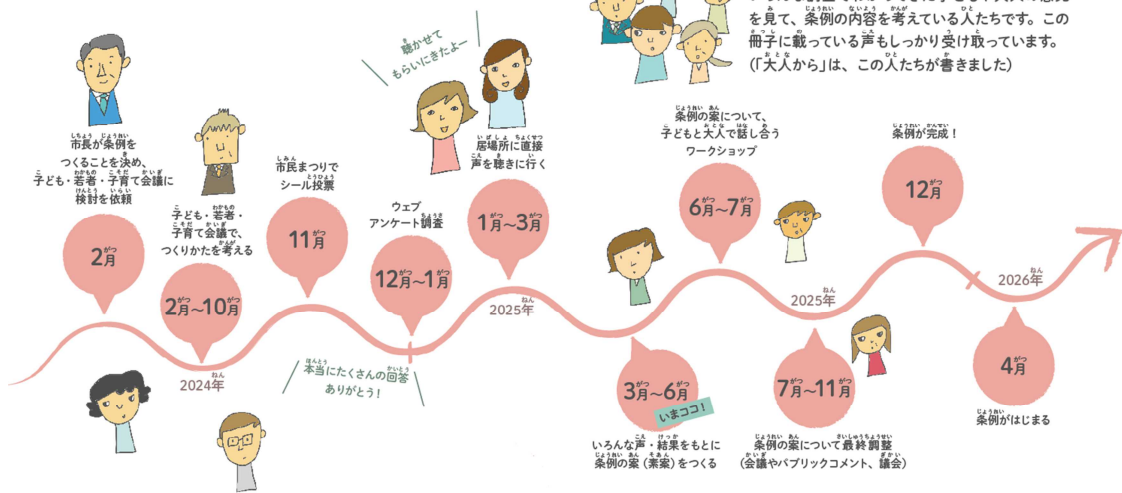 を見て、条例の内容を考えている人たちです。この
冊子に載っている声もしっかり受け取っています。
(「大人から」は、この人たちが書きました)
聴かせて
もらいにきたよー
市長が条例を
つくることを決め、
子ども・若者・子育て会議に
検討を依頼
2月
子ども・若者・
子育て会議で、
つくりかたを考える
2月〜10月
2024年
市民まつりで
シール投票
11月
ウェブ
アンケート調査
12月〜1月
本当にたくさんの回答
ありがとう!
居場所に直接
声を聴きに行く
1月〜3月
2025年
3月〜6月
いまココ!
いろんな声・結果をもとに
条例の案(素案)をつくる
条例の案について、
子どもと大人で話し合う
ワークショップ
6月〜7月
2025年
7月〜11月
条例の案について最終調整
(会議やパブリックコメント、議会)
条例が完成!
12月
2026年
4月
条例がはじまる